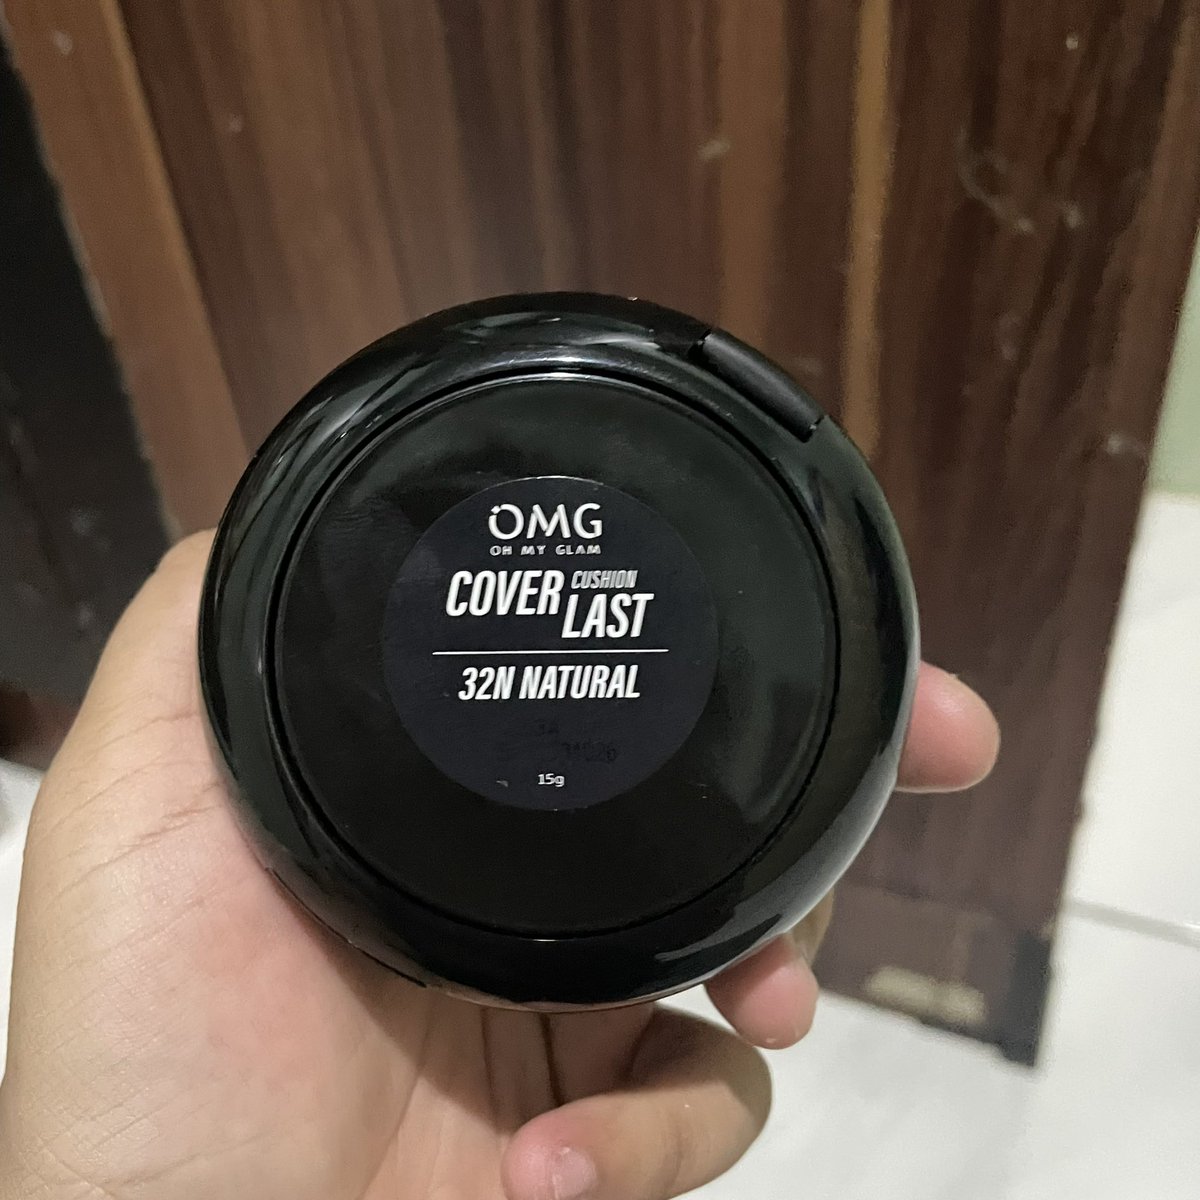 OMG
OH MY GLAM
COVER CUSHION
LAST
32N NATURAL
15g